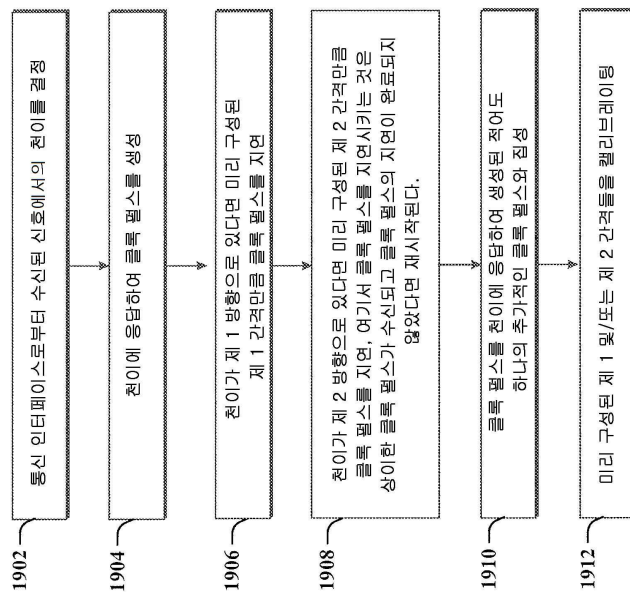 1902
통신 인터페이스로부터 수신된 신호에서의 천이를 결정
1904
천이에 응답하여 클록 펄스를 생성
1906
천이가 제 1 방향으로 있다면 미리 구성된
제 1 간격만큼 클록 펄스를 지연
1908
천이가 제 2 방향으로 있다면 미리 구성된 제 2 간격만큼
클록 펄스를 지연, 여기서 클록 펄스를 지연시키는 것은
상이한 클록 펄스가 수신되고 클록 펄스의 지연이 완료되지
않았다면 재시작된다.
1910
클록 펄스를 천이에 응답하여 생성된 적어도
하나의 추가적인 클록 펄스와 집성
1912
미리 구성된 제 1 및/또는 제 2 간격들을 캘리브레이팅